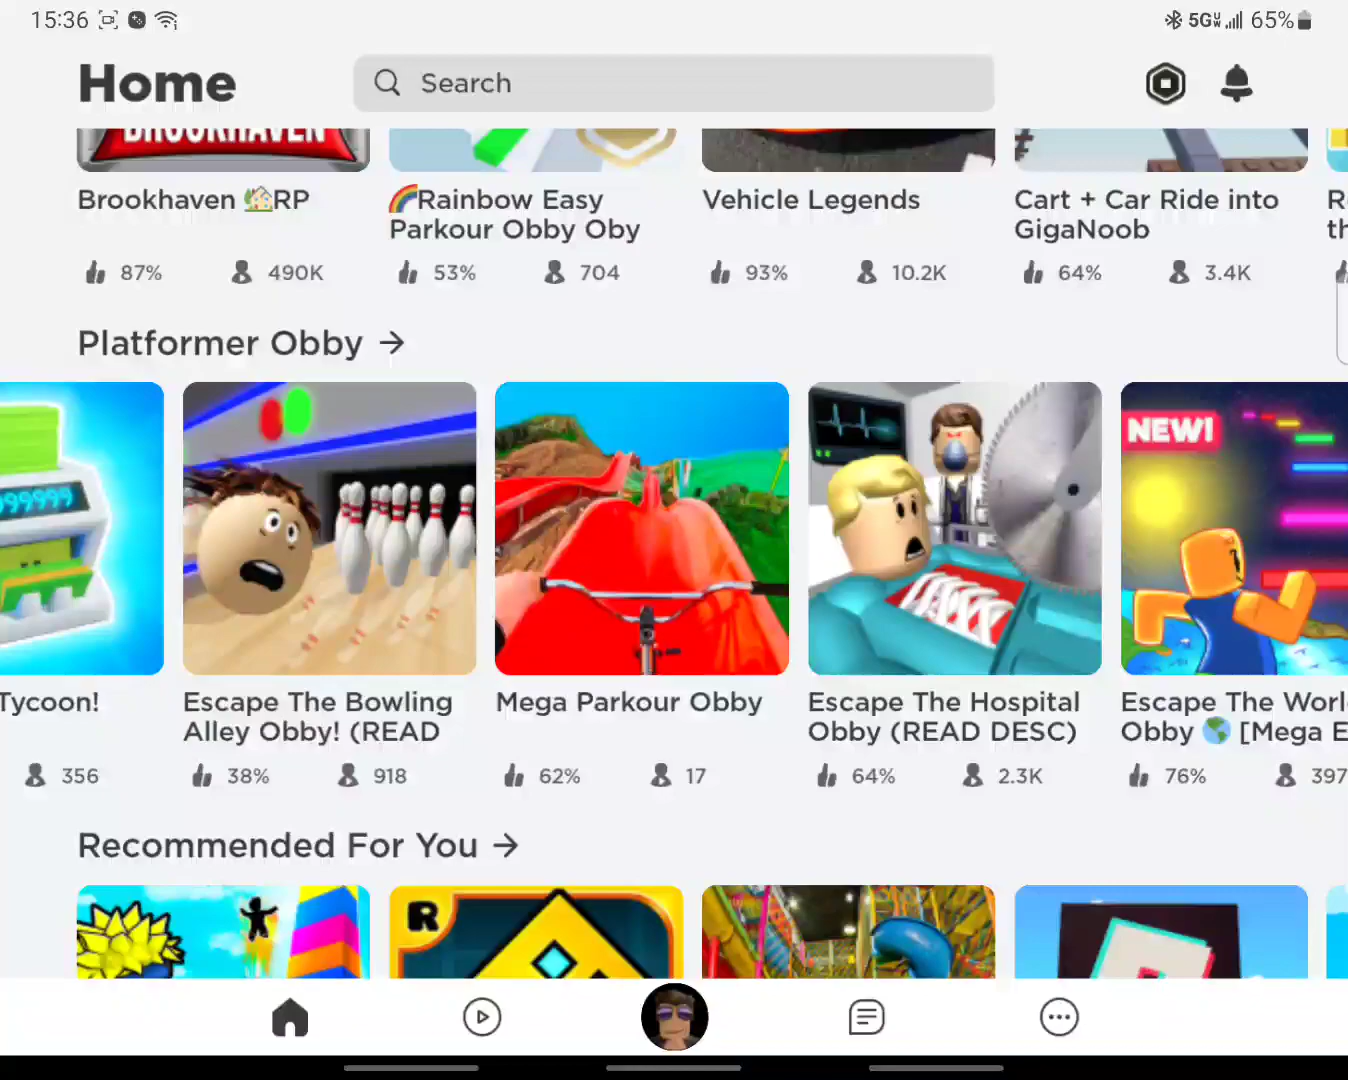 15:36
5G
65%
Home
Search
BROOKHAVEN
Brookhaven 🏡RP
🌈Rainbow Easy
Parkour Obby Oby
Vehicle Legends
Cart + Car Ride into
GigaNoob
87%
490K
53%
704
93%
10.2K
64%
3.4K
Platformer Obby →
999999
NEW!
Tycoon!
Escape The Bowling
Alley Obby! (READ
Mega Parkour Obby
Escape The Hospital
Obby (READ DESC)
Obby 🌎 [Mega
Escape The
356
38%
918
62%
17
64%
2.3K
76%
397
Recommended For You →
R